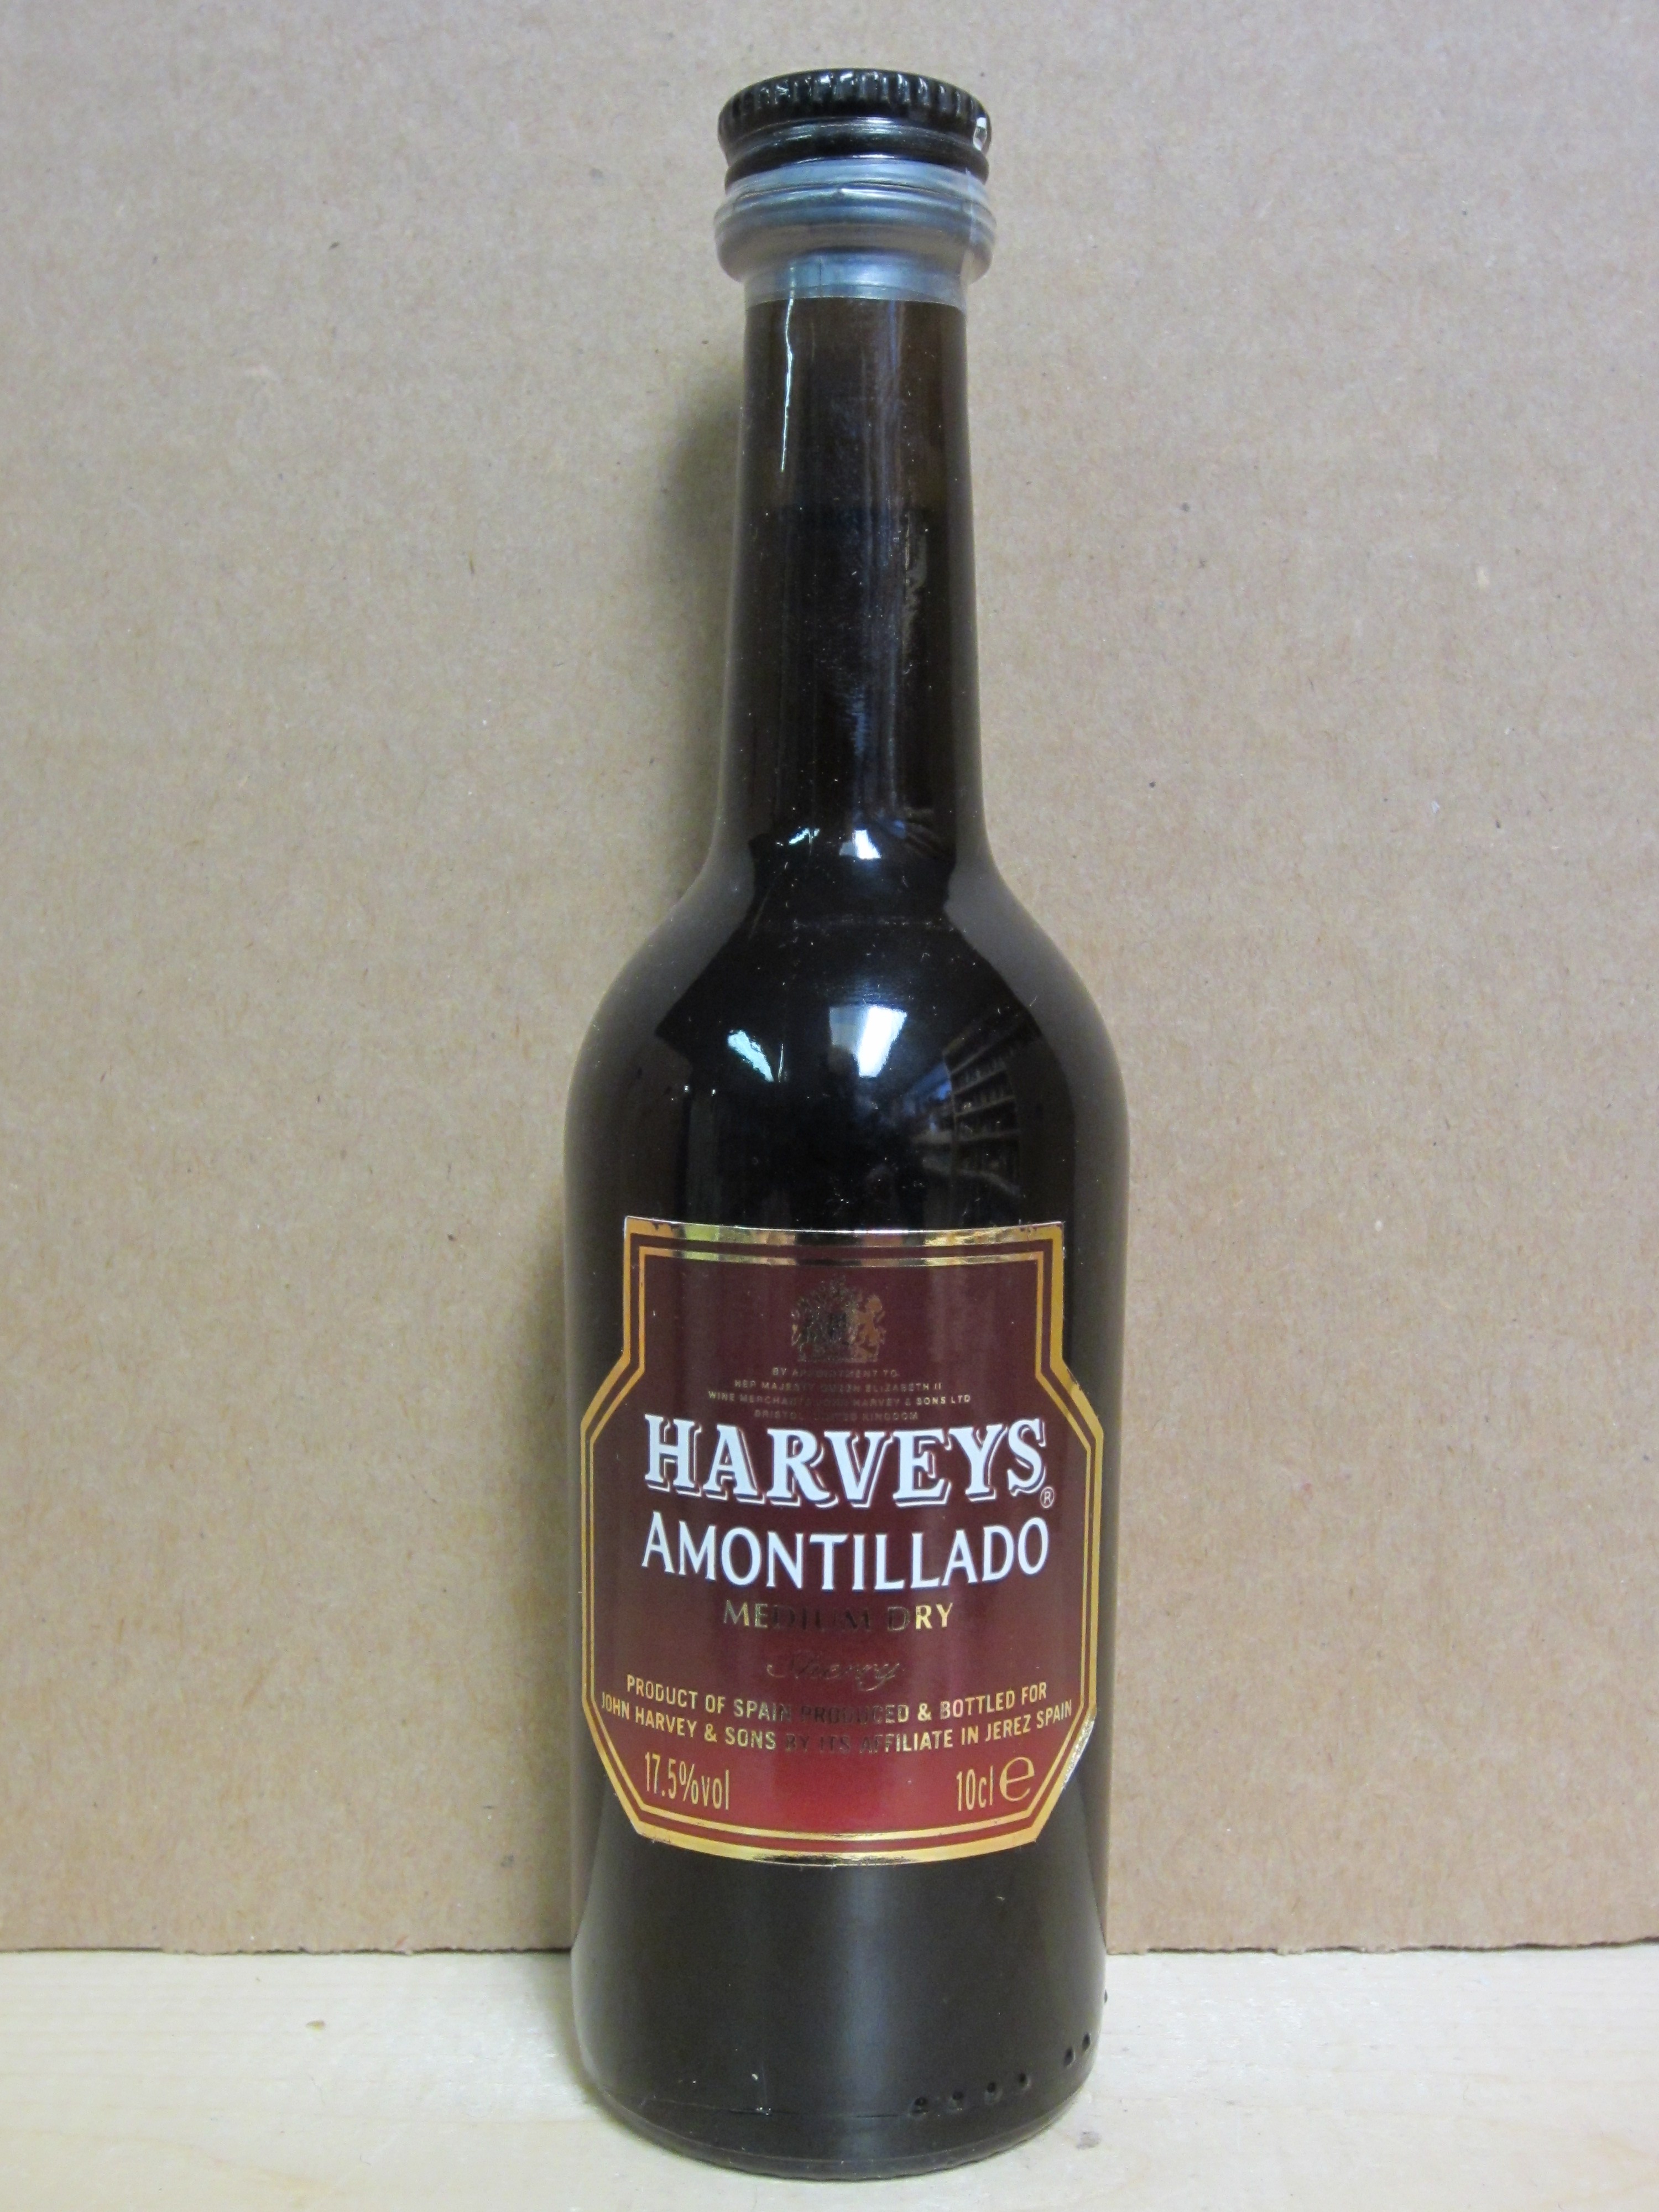 BY APPOINTMENT TO
HER MAJESTY QUEEN ELIZABETH II
WINE MERCHANTS JOHN HARVEY & SONS LTD
BRISTOL UNITED KINGDOM
HARVEYS®
AMONTILLADO
MEDIUM DRY
Sherry
PRODUCT OF SPAIN PRODUCED & BOTTLED FOR
JOHN HARVEY & SONS BY ITS AFFILIATE IN JEREZ SPAIN
17.5%vol 10cl e